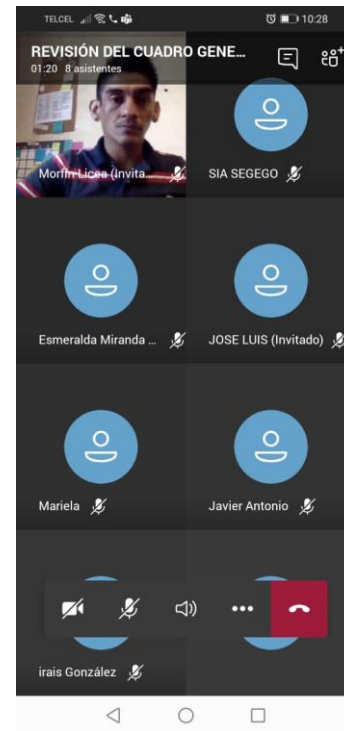 TELCEL 10:28
REVISIÓN DEL CUADRO GENE...
01:20 8 asistentes
Morfín-Licea (Invita...
SIA SEGEGO
Esmeralda Miranda ...
JOSE LUIS (Invitado)
Mariela
Javier Antonio
irais González